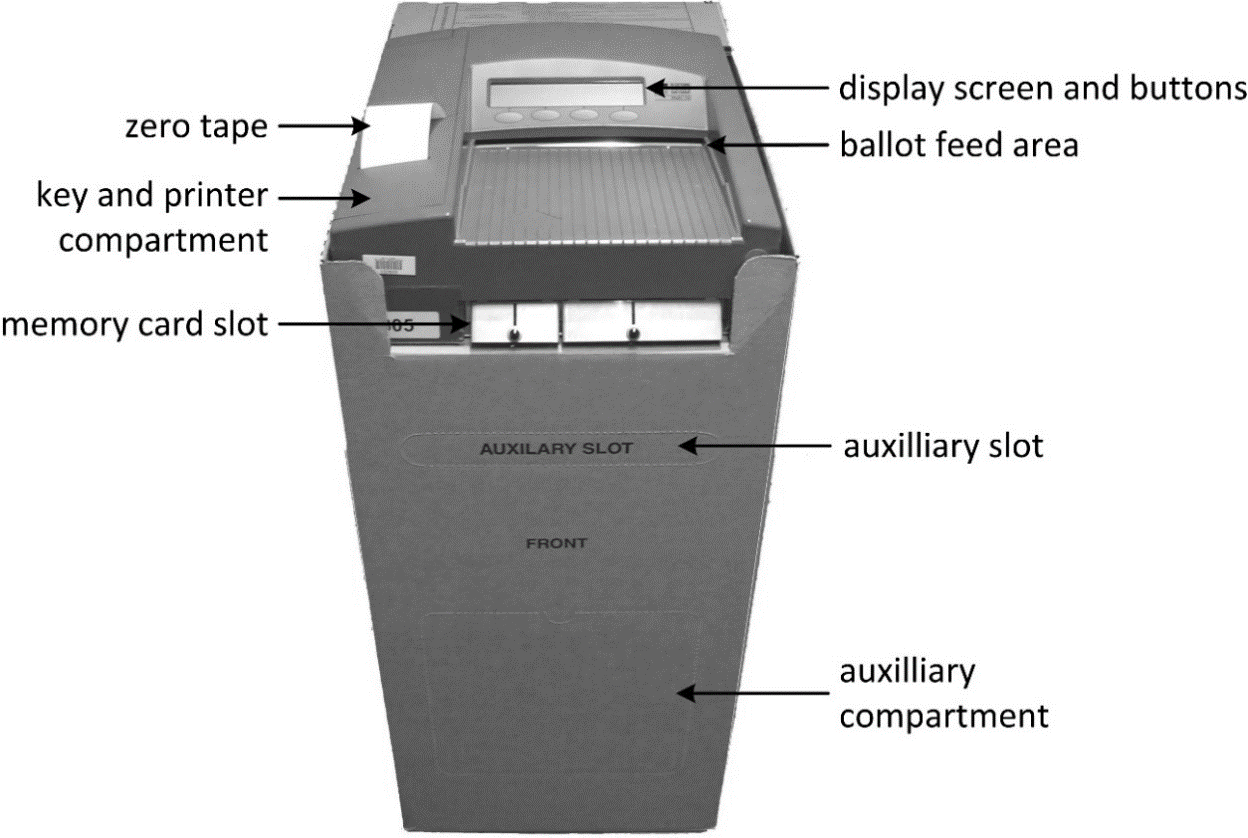 display screen and buttons
zero tape
ballot feed area
key and printer
compartment
memory card slot
AUXILARY SLOT
auxilliary slot
FRONT
auxilliary
compartment